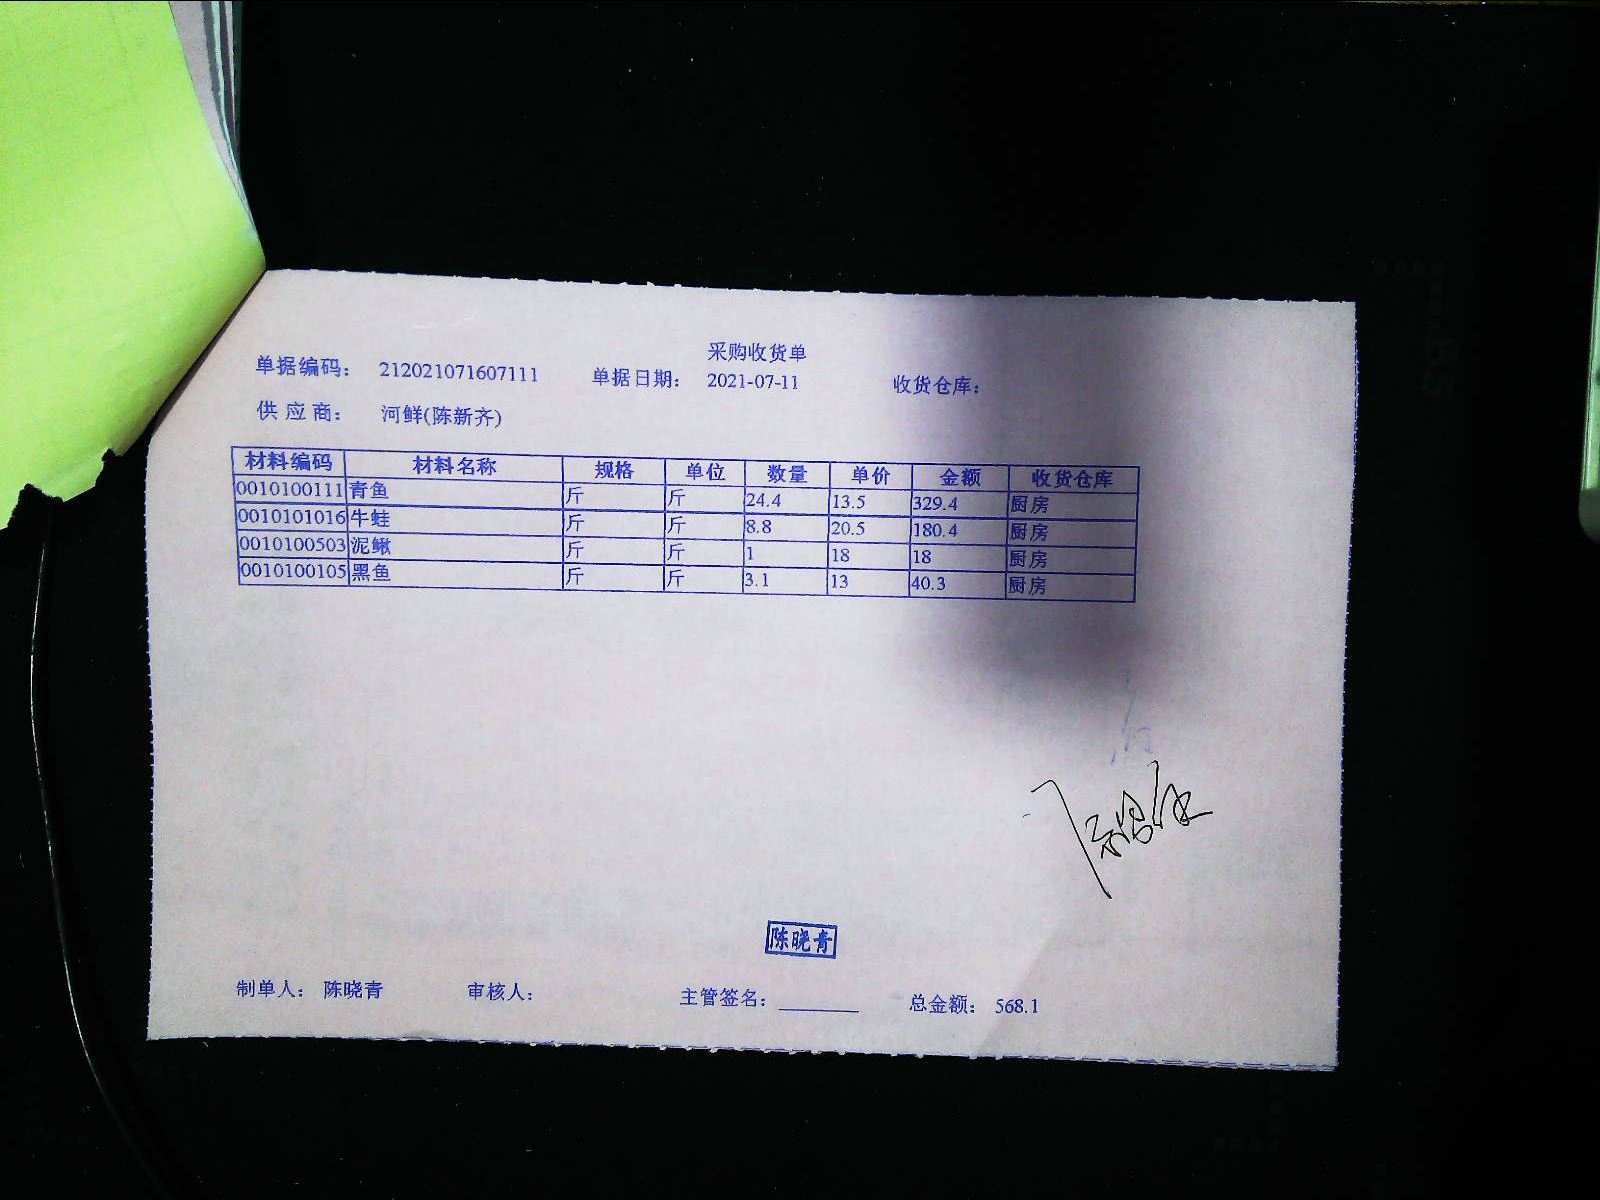 采购收货单
单据编码： 212021071607111 单据日期： 2021-07-11 收货仓库：
供应商： 河鲜(陈新齐)
材料编码 材料名称 规格 单位 数量 单价 金额 收货仓库
0010100111 青鱼 斤 斤 24.4 13.5 329.4 厨房
0010101016 牛蛙 斤 斤 8.8 20.5 180.4 厨房
0010100503 泥鳅 斤 斤 1 18 18 厨房
0010100105 黑鱼 斤 斤 3.1 13 40.3 厨房
陈晓青
制单人： 陈晓青 审核人： 主管签名： 总金额： 568.1